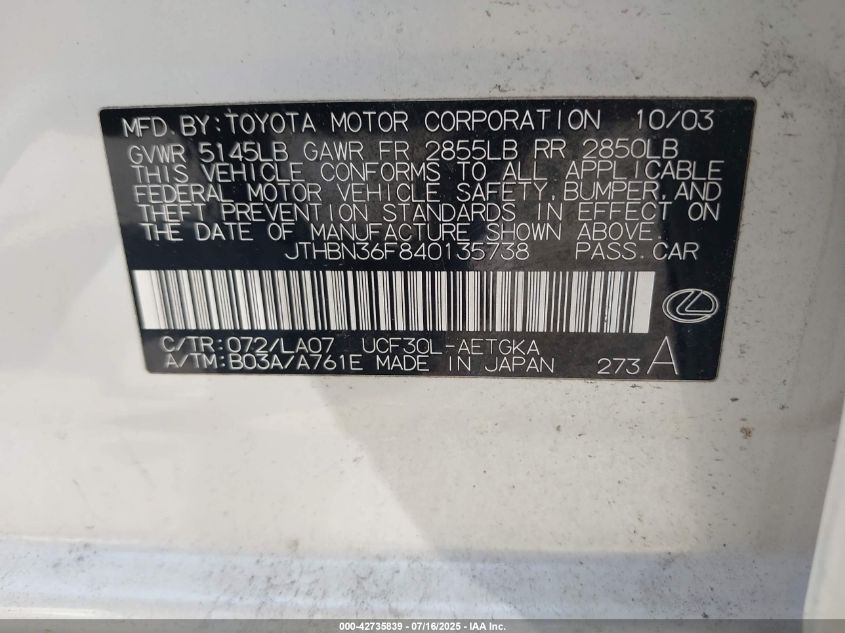 MFD.BY:TOYOTA MOTOR CORPORATION 10/03
GVWR 5145LB GAWR FR 2855LB RR 2850LB
THIS VEHICLE CONFORMS TO ALL APPLICABLE
FEDERAL MOTOR VEHICLE SAFETY,BUMPER,AND
THEFT PREVENTION STANDARDS IN EFFECT ON
THE DATE OF MANUFACTURE SHOWN ABOVE.
JTHBN36F840135738 PASS.CAR
C/TR:072/LA07 UCF30L-AETGKA
A/TM:B03A/A761E MADE IN JAPAN 273 A
000-42735839 - 07/16/2025 - IAA Inc.